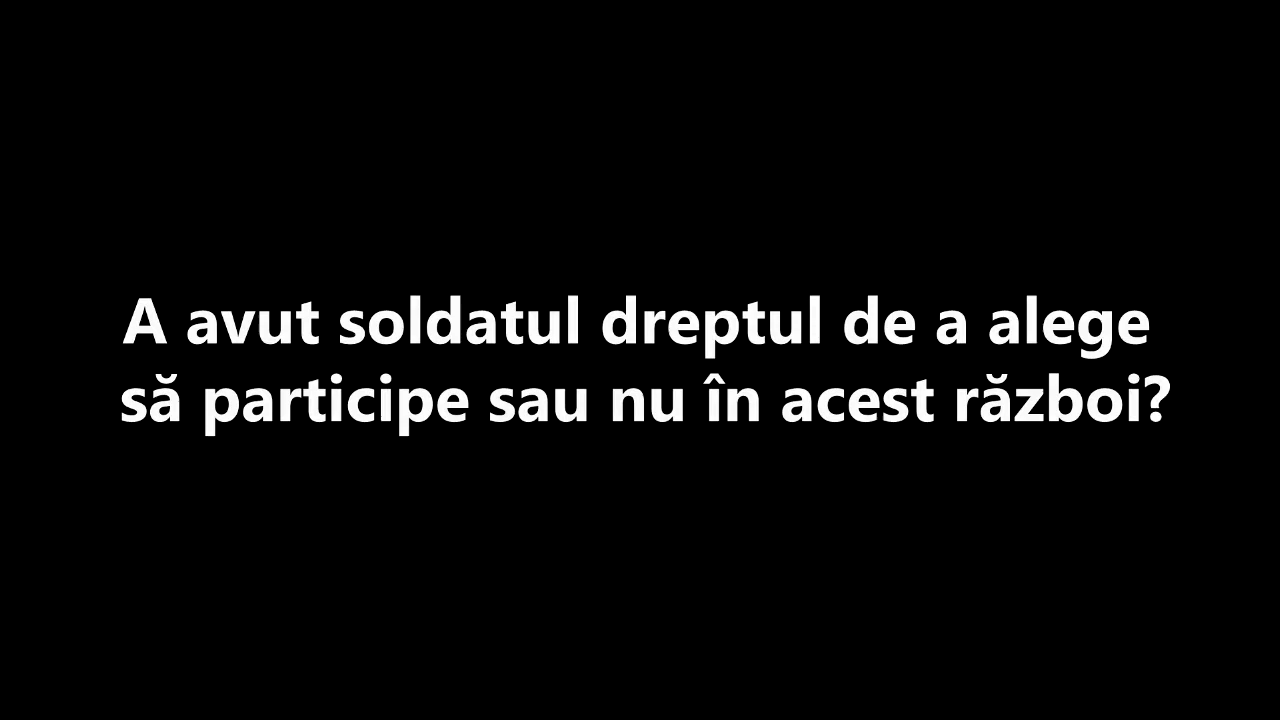 A avut soldatul dreptul de a alege
să participe sau nu în acest război?